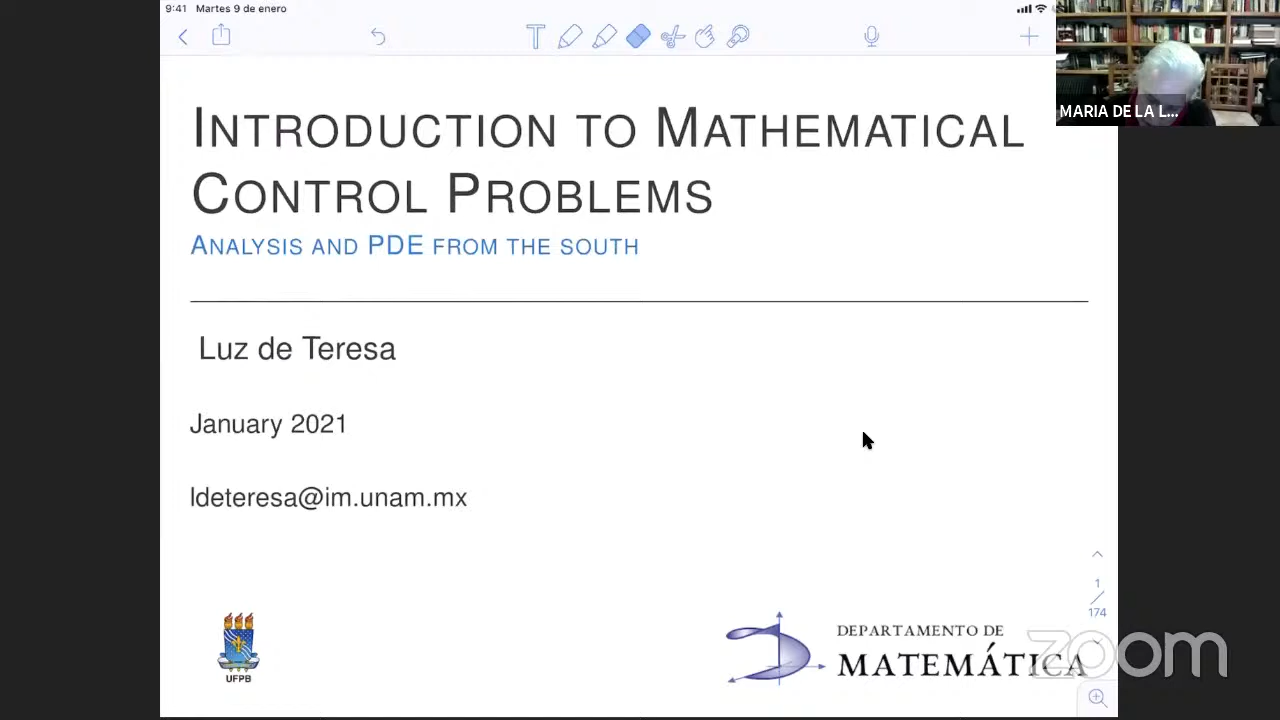 9:41 Martes 9 de enero
MARIA DE LA L...
INTRODUCTION TO MATHEMATICAL
CONTROL PROBLEMS
ANALYSIS AND PDE FROM THE SOUTH
Luz de Teresa
January 2021
ldeteresa@im.unam.mx
1
174
UFPB
DEPARTAMENTO DE
MATEMÁTICA
zoom